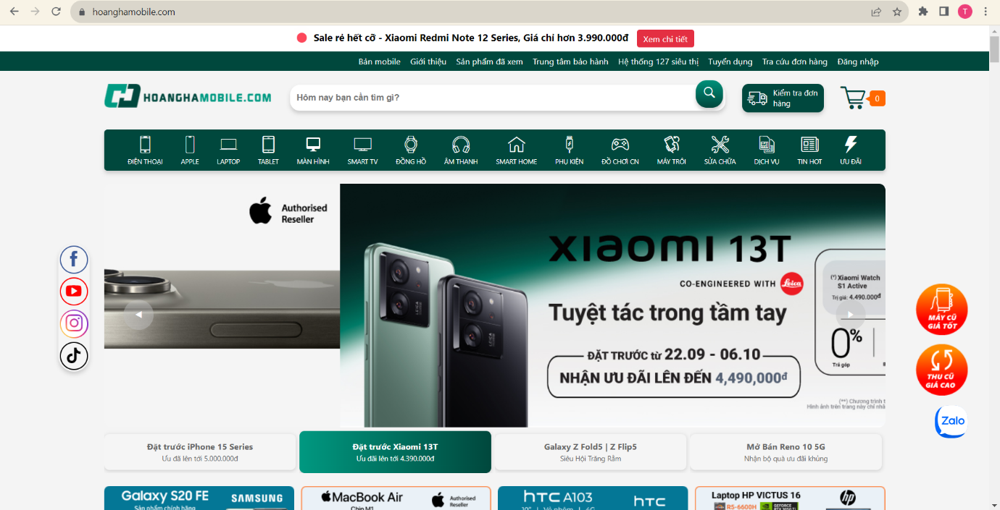 hoanghamobile.com
T
Sale rẻ hết cỡ - Xiaomi Redmi Note 12 Series, Giá chỉ hơn 3.990.000đ
Xem chi tiết
Bản mobile Giới thiệu Sản phẩm đã xem Trung tâm bảo hành Hệ thống 127 siêu thị Tuyển dụng Tra cứu đơn hàng Đăng nhập
HOANGHAMOBILE.COM
Hôm nay bạn cần tìm gì?
Kiểm tra đơn
hàng
0
ĐIỆN THOẠI APPLE LAPTOP TABLET MÀN HÌNH SMART TV ĐỒNG HỒ ÂM THANH SMART HOME PHỤ KIỆN ĐỒ CHƠI CN MÁY TRÔI SỬA CHỮA DỊCH VỤ TIN HOT ƯU ĐÃI
Authorised
Reseller
XIAOMI 13T
CO-ENGINEERED WITH Leica
Tuyệt tác trong tầm tay
ĐẶT TRƯỚC từ 22.09 - 06.10
NHẬN ƯU ĐÃI LÊN ĐẾN 4,490,000đ
(*) Xiaomi Watch
S1 Active
Trị giá: 4.490.000đ
0%
Trả góp
(**) Chương trình t
Hình ảnh trên trang này chỉ nhằ
LEICA
LEICA
MÁY CŨ
GIÁ TỐT
THU CŨ
GIÁ CAO
Zalo
Đặt trước iPhone 15 Series
Ưu đã lên tới 5.000.000đ
Đặt trước Xiaomi 13T
Ưu đãi lên tới 4.390.000đ
Galaxy Z Fold5 | Z Flip5
Siêu Hội Trăng Rằm
Mở Bán Reno 10 5G
Nhận bộ quà ưu đãi khủng
Galaxy S20 FE SAMSUNG
Sản phẩm chính hãng
MacBook Air
Chip M1
Authorised
Reseller
HTC A103
htc
Laptop HP VICTUS 16
R5-6600H
hp